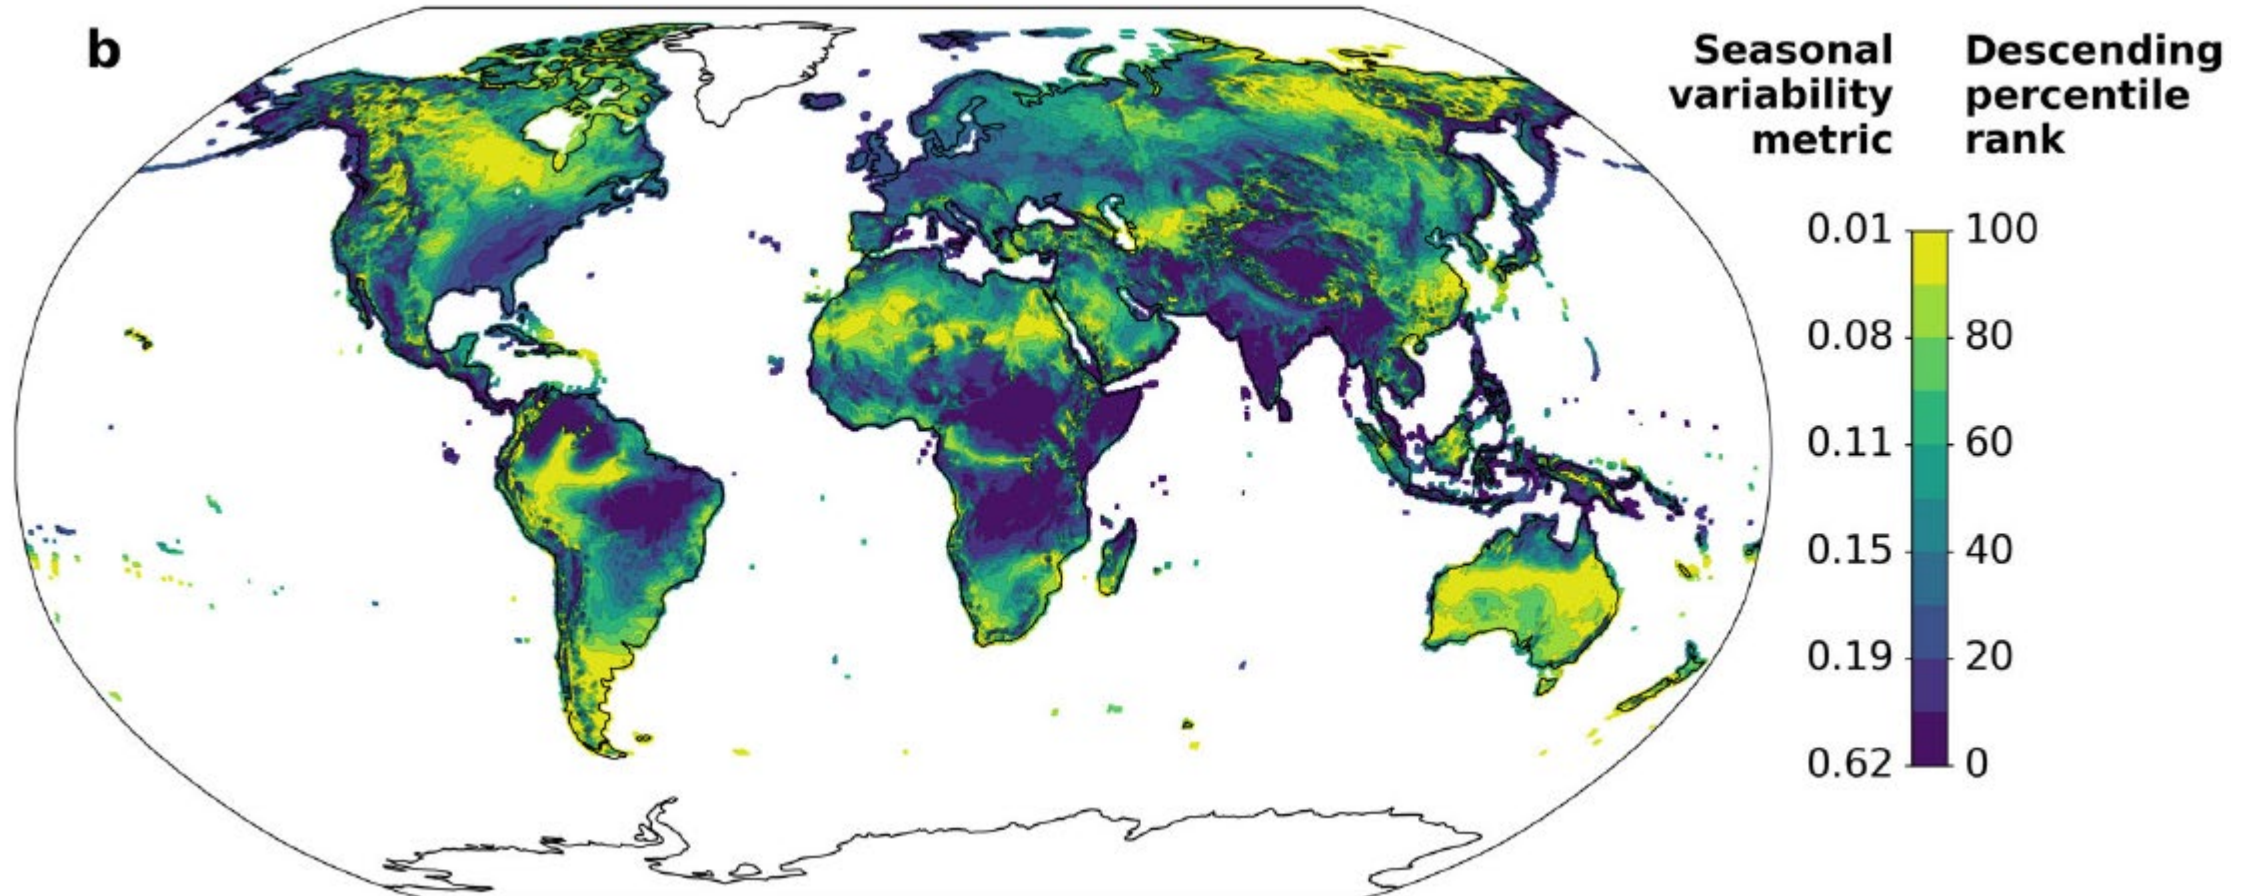 b
Seasonal
variability
metric
Descending
percentile
rank
0.01 100
0.08 80
0.11 60
0.15 40
0.19 20
0.62 0